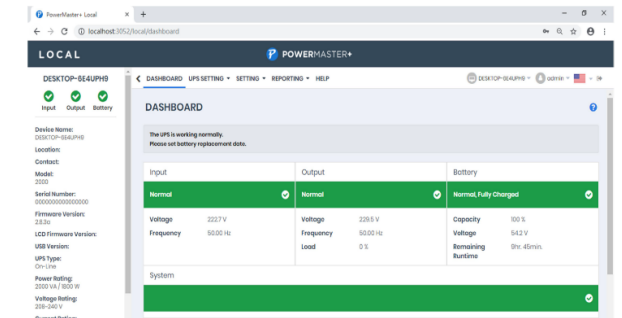 PowerMaster+ Local
localhost:3052/local/dashboard
LOCAL
POWERMASTER+
DESKTOP-6E4UPH9
Input Output Battery
Device Name:
DESKTOP-6E4UPH9
Location:
Contact:
Model:
2000
Serial Number:
Firmware Version:
2.8.3a
LCD Firmware Version:
USB Version:
UPS Type:
On-Line
Power Rating:
2000 VA / 1800 W
Voltage Rating:
208-240 V
DASHBOARD UPS SETTING SETTING REPORTING HELP
DESKTOP-6E4UPH9 admin
DASHBOARD
The UPS is working normally.
Please set battery replacement date.
Input Output Battery
Normal Normal Normal, Fully Charged
Voltage 222.7 V Voltage 229.5 V Capacity 100 %
Frequency 50.00 Hz Frequency 50.00 Hz Voltage 54.2 V
Load 0 % Remaining Runtime 9hr. 45min.
System